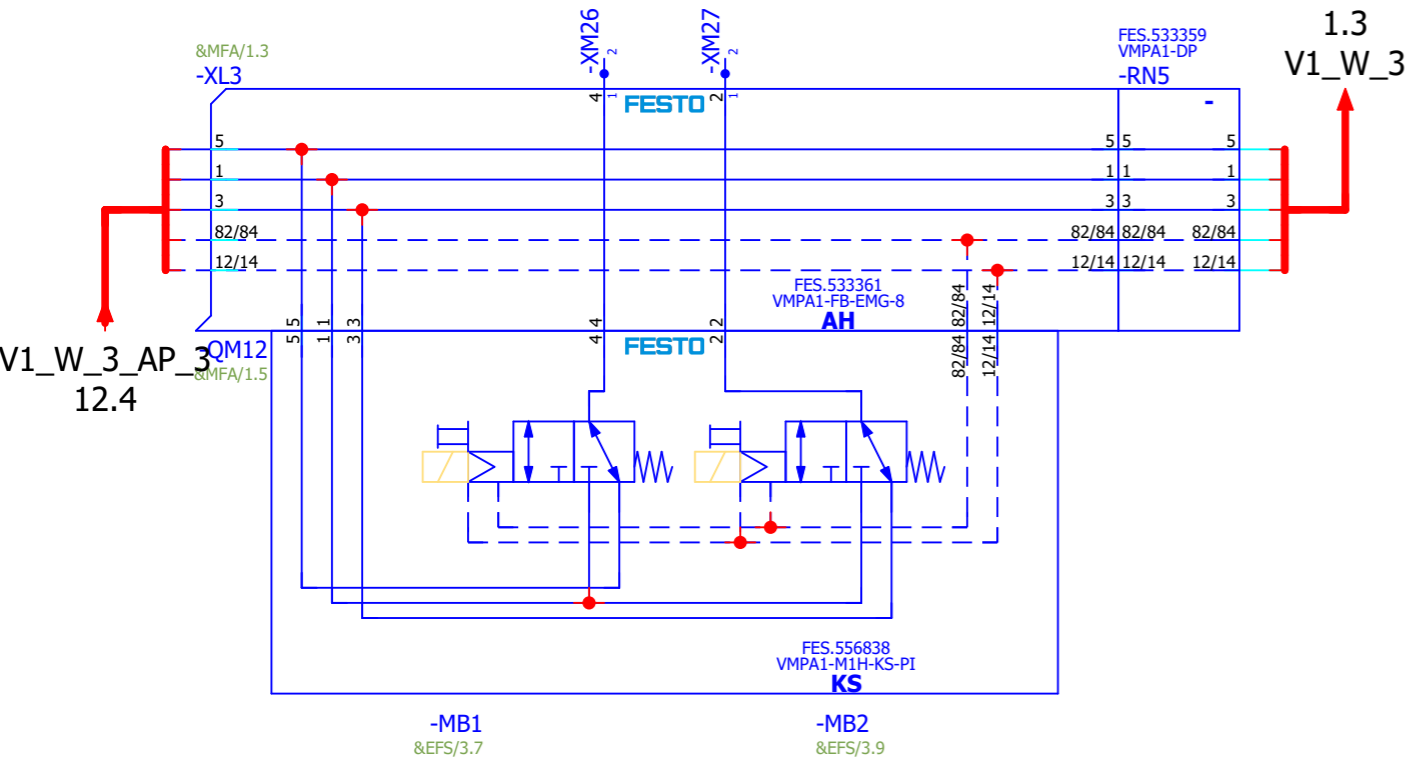 1.3
V1_W_3
-XM26
2
-XM27
2
&MFA/1.3
-XL3
FES.533359
VMPA1-DP
-RN5
4
1
FESTO
2
1
-
5
5
5
5
1
1
1
1
3
3
3
3
82/84
82/84
82/84
82/84
12/14
12/14
12/14
12/14
FES.533361
VMPA1-FB-EMG-8
AH
5
1
3
4
2
82/84
12/14
-QM12
&MFA/1.5
5
1
3
4
FESTO
2
82/84
12/14
V1_W_3_AP_3
12.4
FES.556838
VMPA1-M1H-KS-PI
KS
-MB1
&EFS/3.7
-MB2
&EFS/3.9